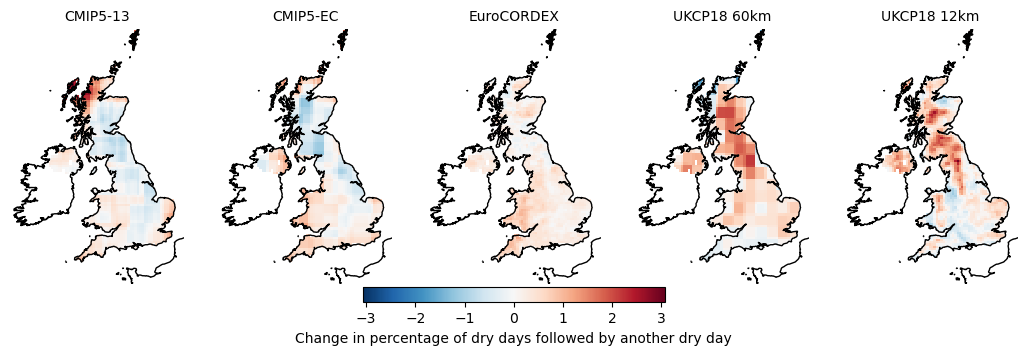 CMIP5-13
CMIP5-EC
EuroCORDEX
UKCP18 60km
UKCP18 12km
−3 −2 −1 0 1 2 3
Change in percentage of dry days followed by another dry day